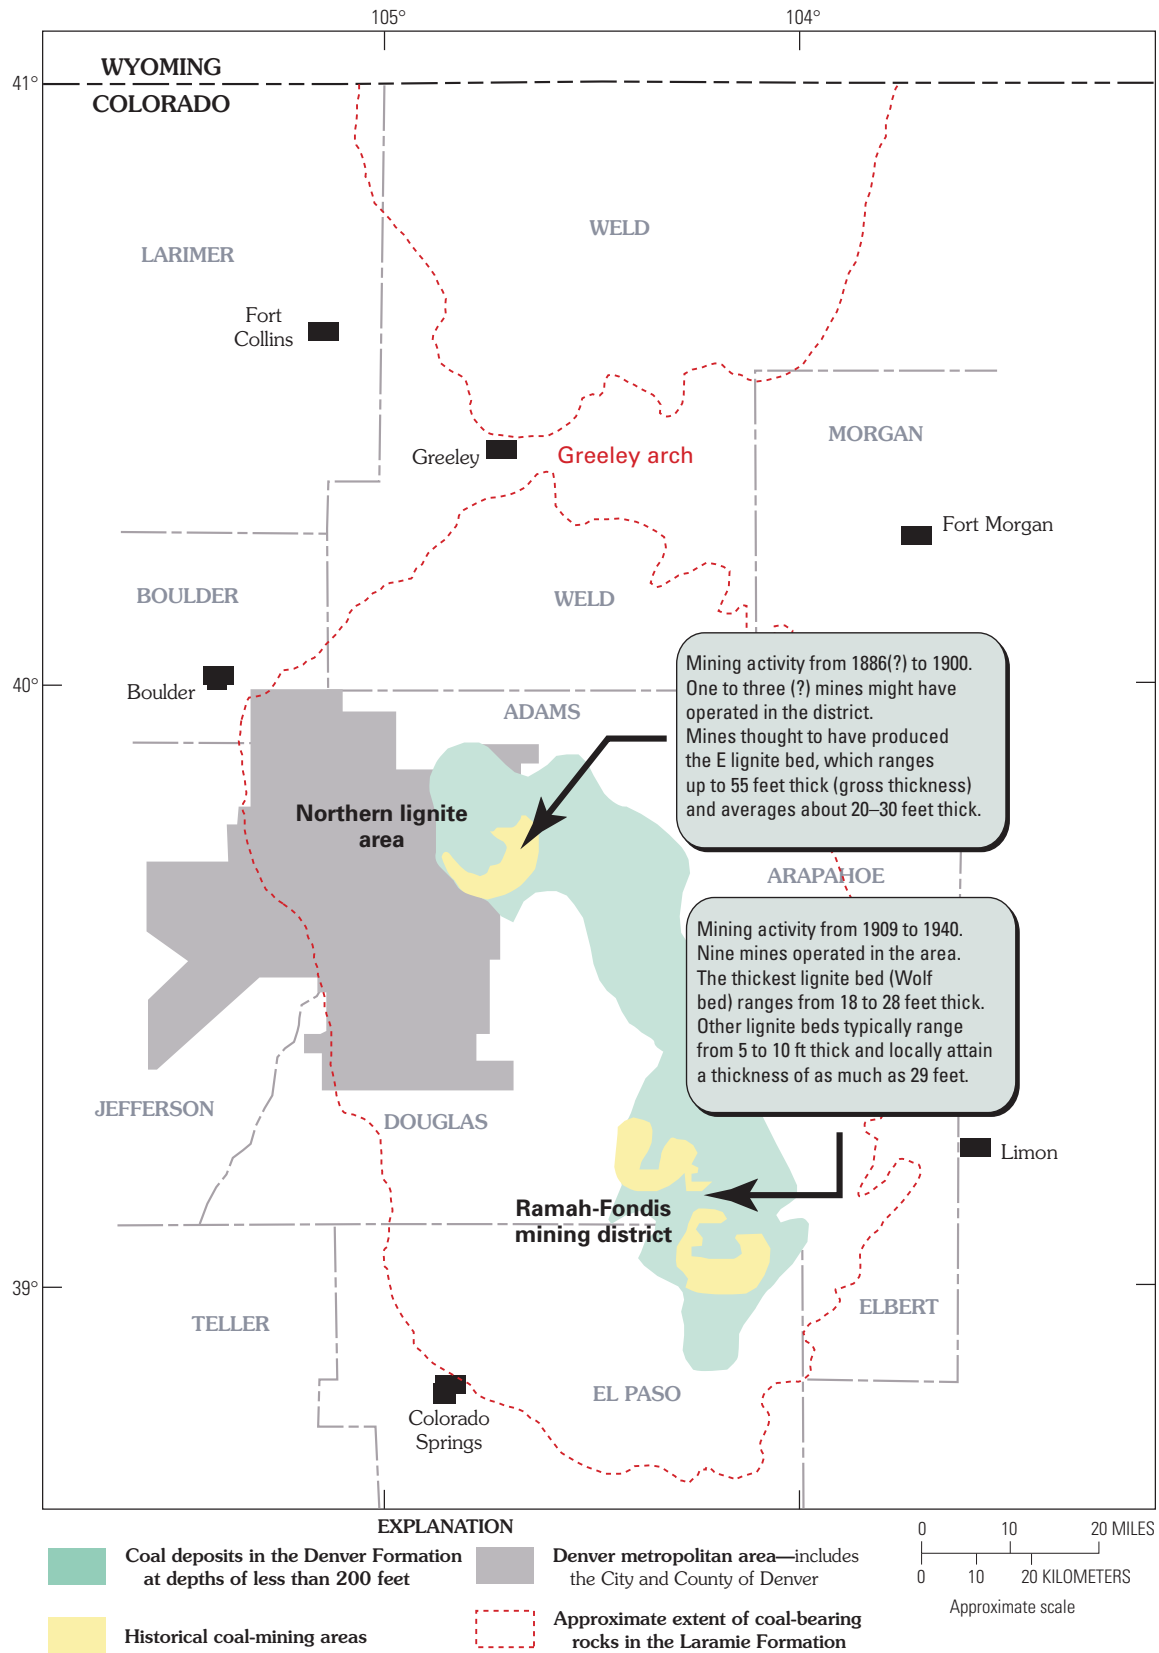 105°
104°
41°
WYOMING
COLORADO
WELD
LARIMER
Fort
Collins
MORGAN
Greeley
Greeley arch
Fort Morgan
BOULDER
WELD
40°
Boulder
ADAMS
Mining activity from 1886(?) to 1900.
One to three (?) mines might have
operated in the district.
Mines thought to have produced
the E lignite bed, which ranges
up to 55 feet thick (gross thickness)
and averages about 20–30 feet thick.
Northern lignite
area
ARAPAHOE
Mining activity from 1909 to 1940.
Nine mines operated in the area.
The thickest lignite bed (Wolf
bed) ranges from 18 to 28 feet thick.
Other lignite beds typically range
from 5 to 10 ft thick and locally attain
a thickness of as much as 29 feet.
JEFFERSON
DOUGLAS
Limon
Ramah-Fondis
mining district
39°
TELLER
ELBERT
EL PASO
Colorado
Springs
EXPLANATION
Coal deposits in the Denver Formation
at depths of less than 200 feet
Historical coal-mining areas
Denver metropolitan area—includes
the City and County of Denver
Approximate extent of coal-bearing
rocks in the Laramie Formation
0 10 20 MILES
0 10 20 KILOMETERS
Approximate scale